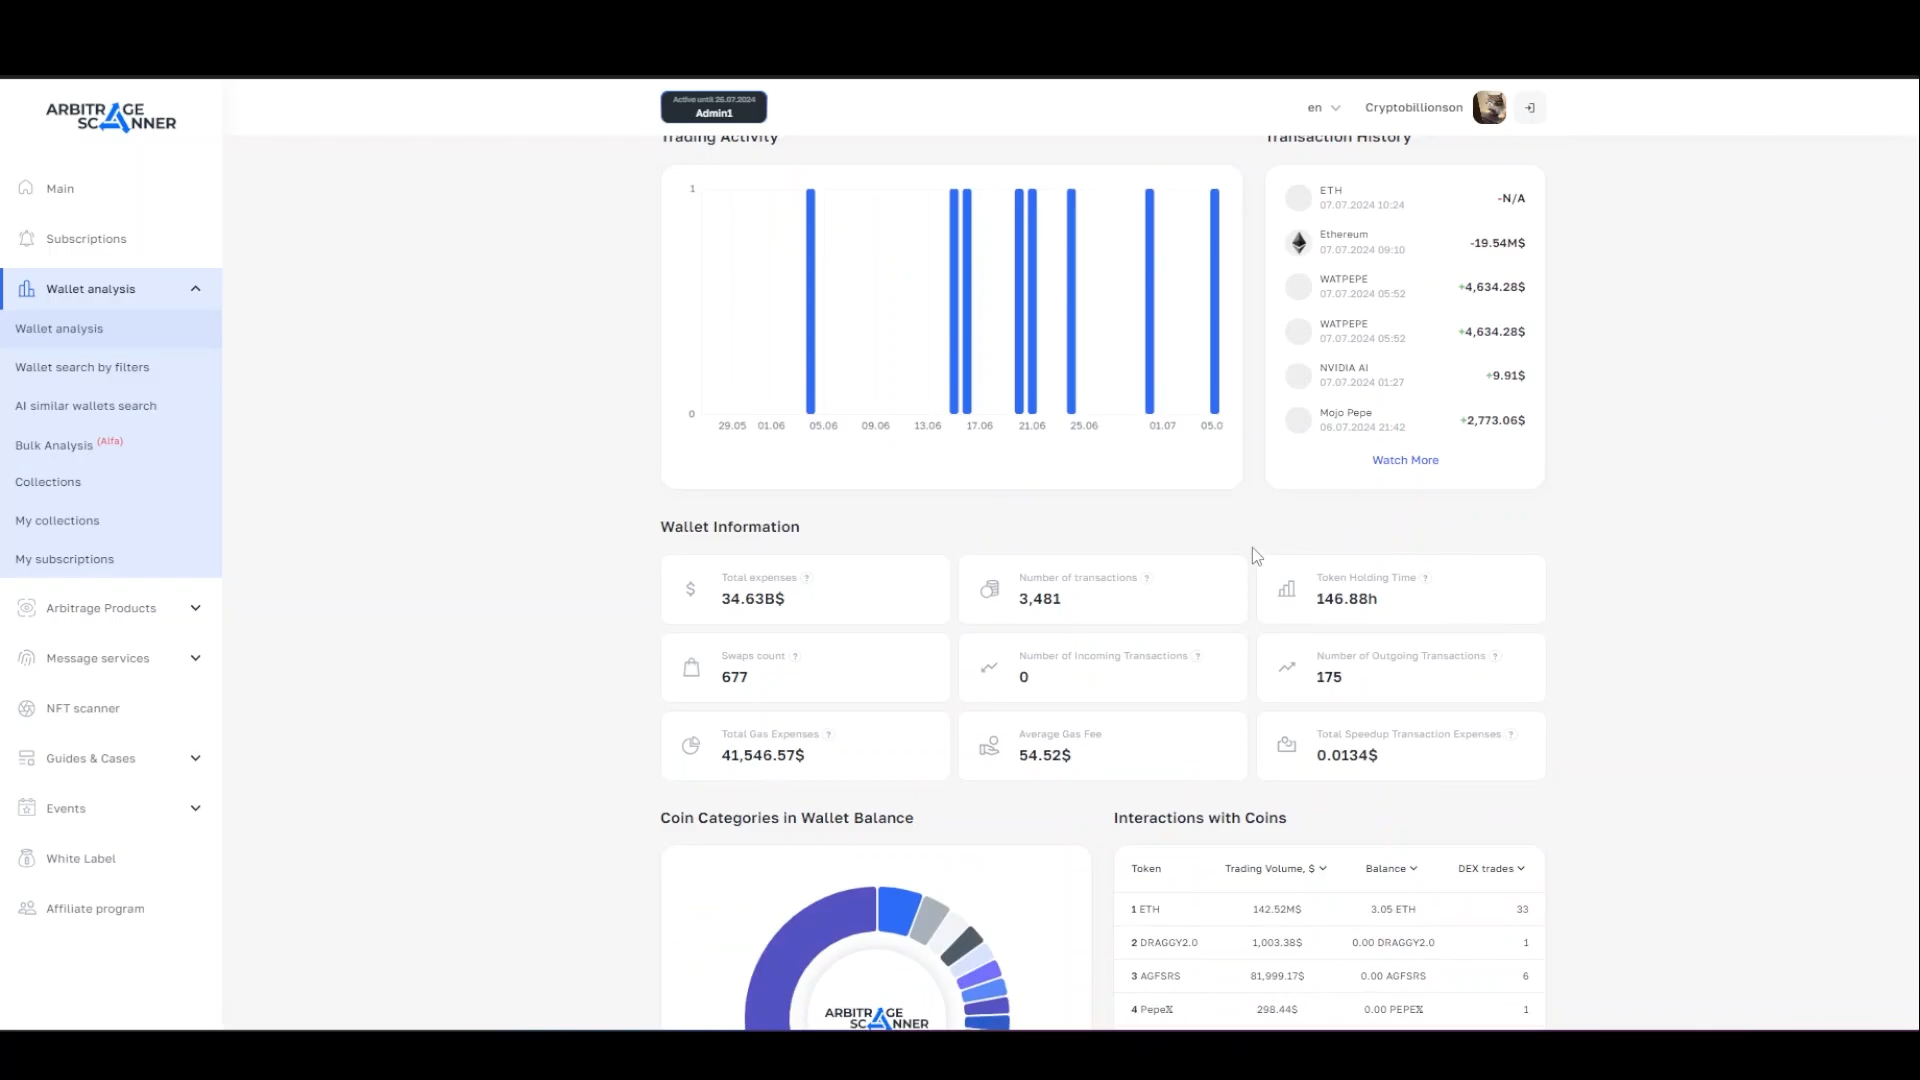 ARBITRAGE
SCANNER
Active until 26.07.2024
Admin1
en
Cryptobillionson
Main
Subscriptions
Wallet analysis
Wallet analysis
Wallet search by filters
AI similar wallets search
Bulk Analysis (Alfa)
Collections
My collections
My subscriptions
Arbitrage Products
Message services
NFT scanner
Guides & Cases
Events
White Label
Affiliate program
Trading Activity
1
0
29.05 01.06 05.06 09.06 13.06 17.06 21.06 25.06 01.07 05.0
Transaction History
ETH
07.07.2024 10:24
-N/A
Ethereum
07.07.2024 09:10
-19.54M$
WATPEPE
07.07.2024 05:52
+4,634.28$
WATPEPE
07.07.2024 05:52
+4,634.28$
NVIDIA AI
07.07.2024 01:27
+9.91$
Mojo Pepe
06.07.2024 21:42
+2,773.06$
Watch More
Wallet Information
Total expenses ?
34.63B$
Number of transactions ?
3,481
Token Holding Time ?
146.88h
Swaps count ?
677
Number of Incoming Transactions ?
0
Number of Outgoing Transactions ?
175
Total Gas Expenses ?
41,546.57$
Average Gas Fee
54.52$
Total Speedup Transaction Expenses ?
0.0134$
Coin Categories in Wallet Balance
ARBITRAGE
SCANNER
Interactions with Coins
Token Trading Volume, $ Balance DEX trades
1 ETH 142.52M$ 3.05 ETH 33
2 DRAGGY2.0 1,003.38$ 0.00 DRAGGY2.0 1
3 AGFSRS 81,999.17$ 0.00 AGFSRS 6
4 Pepe𝕏 298.44$ 0.00 PEPE𝕏 1